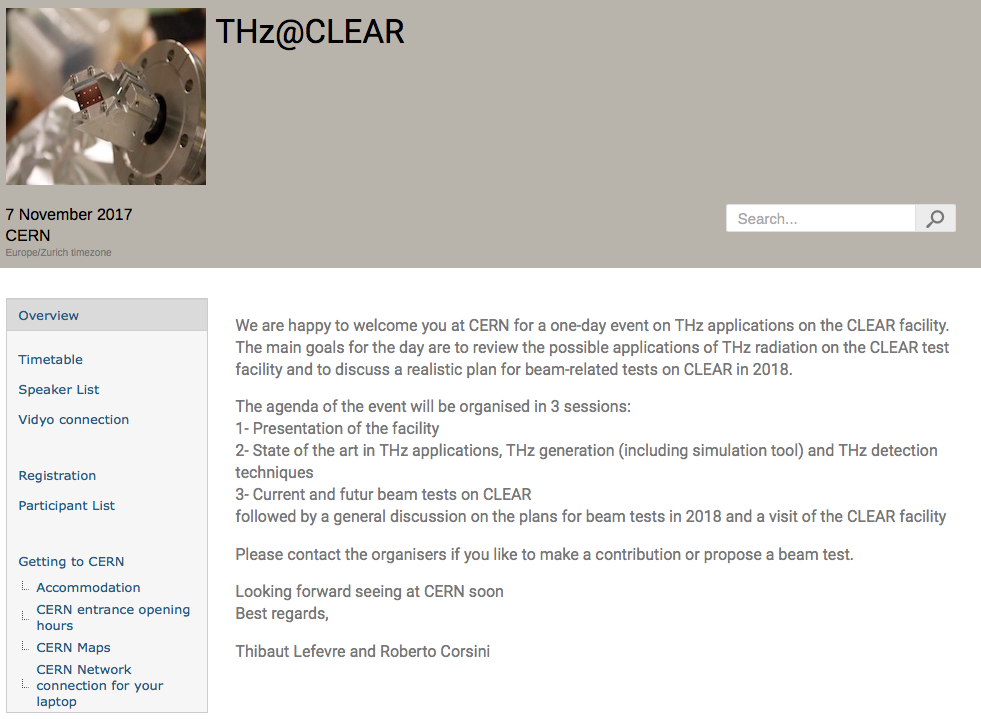 THz@CLEAR
7 November 2017
CERN
Europe/Zurich timezone
Search...
Overview
Timetable
Speaker List
Vidyo connection
Registration
Participant List
Getting to CERN
Accommodation
CERN entrance opening
hours
CERN Maps
CERN Network
connection for your
laptop
We are happy to welcome you at CERN for a one-day event on THz applications on the CLEAR facility.
The main goals for the day are to review the possible applications of THz radiation on the CLEAR test
facility and to discuss a realistic plan for beam-related tests on CLEAR in 2018.
The agenda of the event will be organised in 3 sessions:
1- Presentation of the facility
2- State of the art in THz applications, THz generation (including simulation tool) and THz detection
techniques
3- Current and futur beam tests on CLEAR
followed by a general discussion on the plans for beam tests in 2018 and a visit of the CLEAR facility
Please contact the organisers if you like to make a contribution or propose a beam test.
Looking forward seeing at CERN soon
Best regards,
Thibaut Lefevre and Roberto Corsini